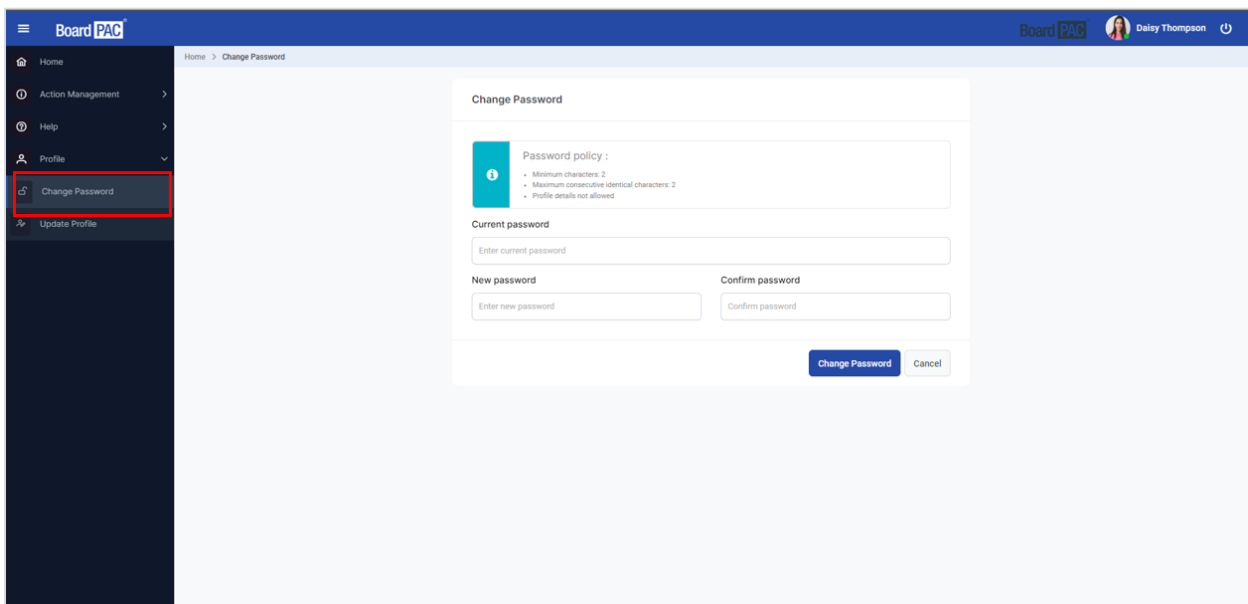 Board PAC
Board PAC
Daisy Thompson
Home
Action Management
Help
Profile
Change Password
Update Profile
Home > Change Password
Change Password
Password policy :
Minimum characters: 2
Maximum consecutive identical characters: 2
Profile details not allowed
Current password
Enter current password
New password
Confirm password
Enter new password
Confirm password
Change Password
Cancel